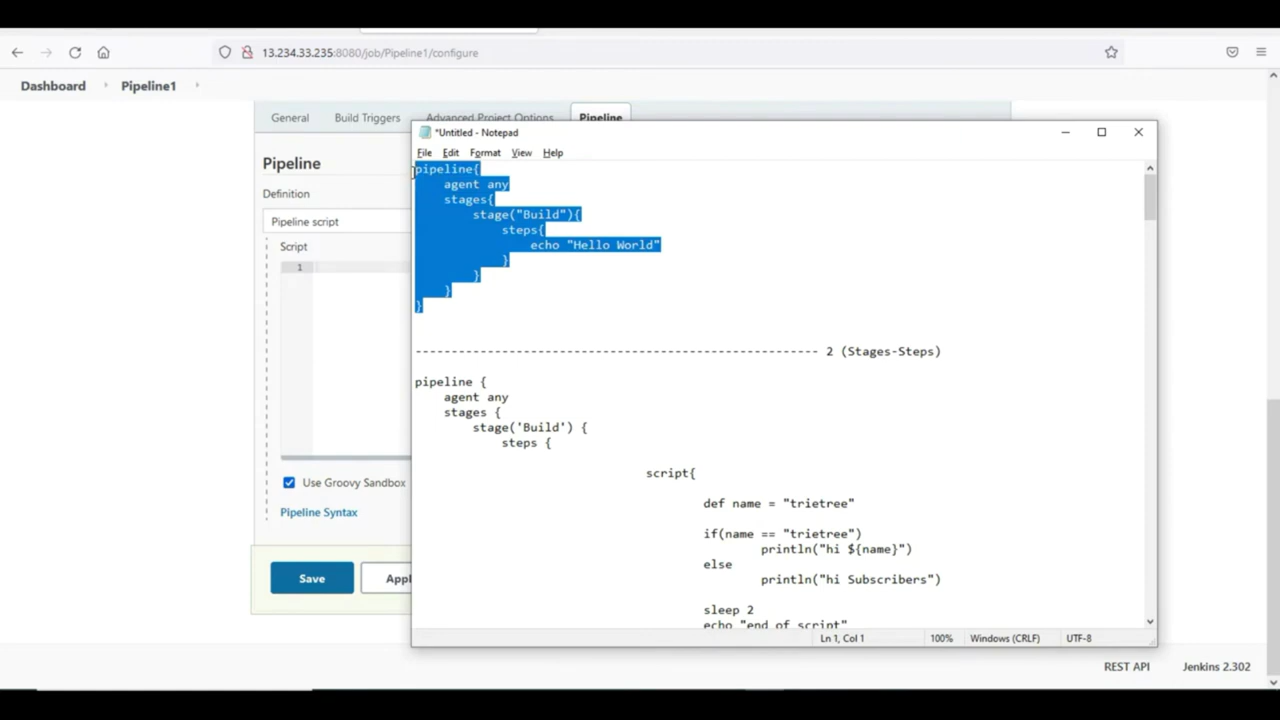 13.234.33.235:8080/job/Pipeline1/configure
Dashboard
Pipeline1
General
Build Triggers
Advanced Project Options
Pipeline
Pipeline
Definition
Pipeline script
Script
1
Use Groovy Sandbox
Pipeline Syntax
Save
Appl
*Untitled - Notepad
File Edit Format View Help
pipeline{
agent any
stages{
stage("Build"){
steps{
echo "Hello World"
}
}
}
}
-------------------------------------------------------- 2 (Stages-Steps)
pipeline {
agent any
stages {
stage('Build') {
steps {
script{
def name = "trietree"
if(name == "trietree")
println("hi ${name}")
else
println("hi Subscribers")
sleep 2
echo "end of script"
Ln 1, Col 1
100%
Windows (CRLF)
UTF-8
REST API
Jenkins 2.302